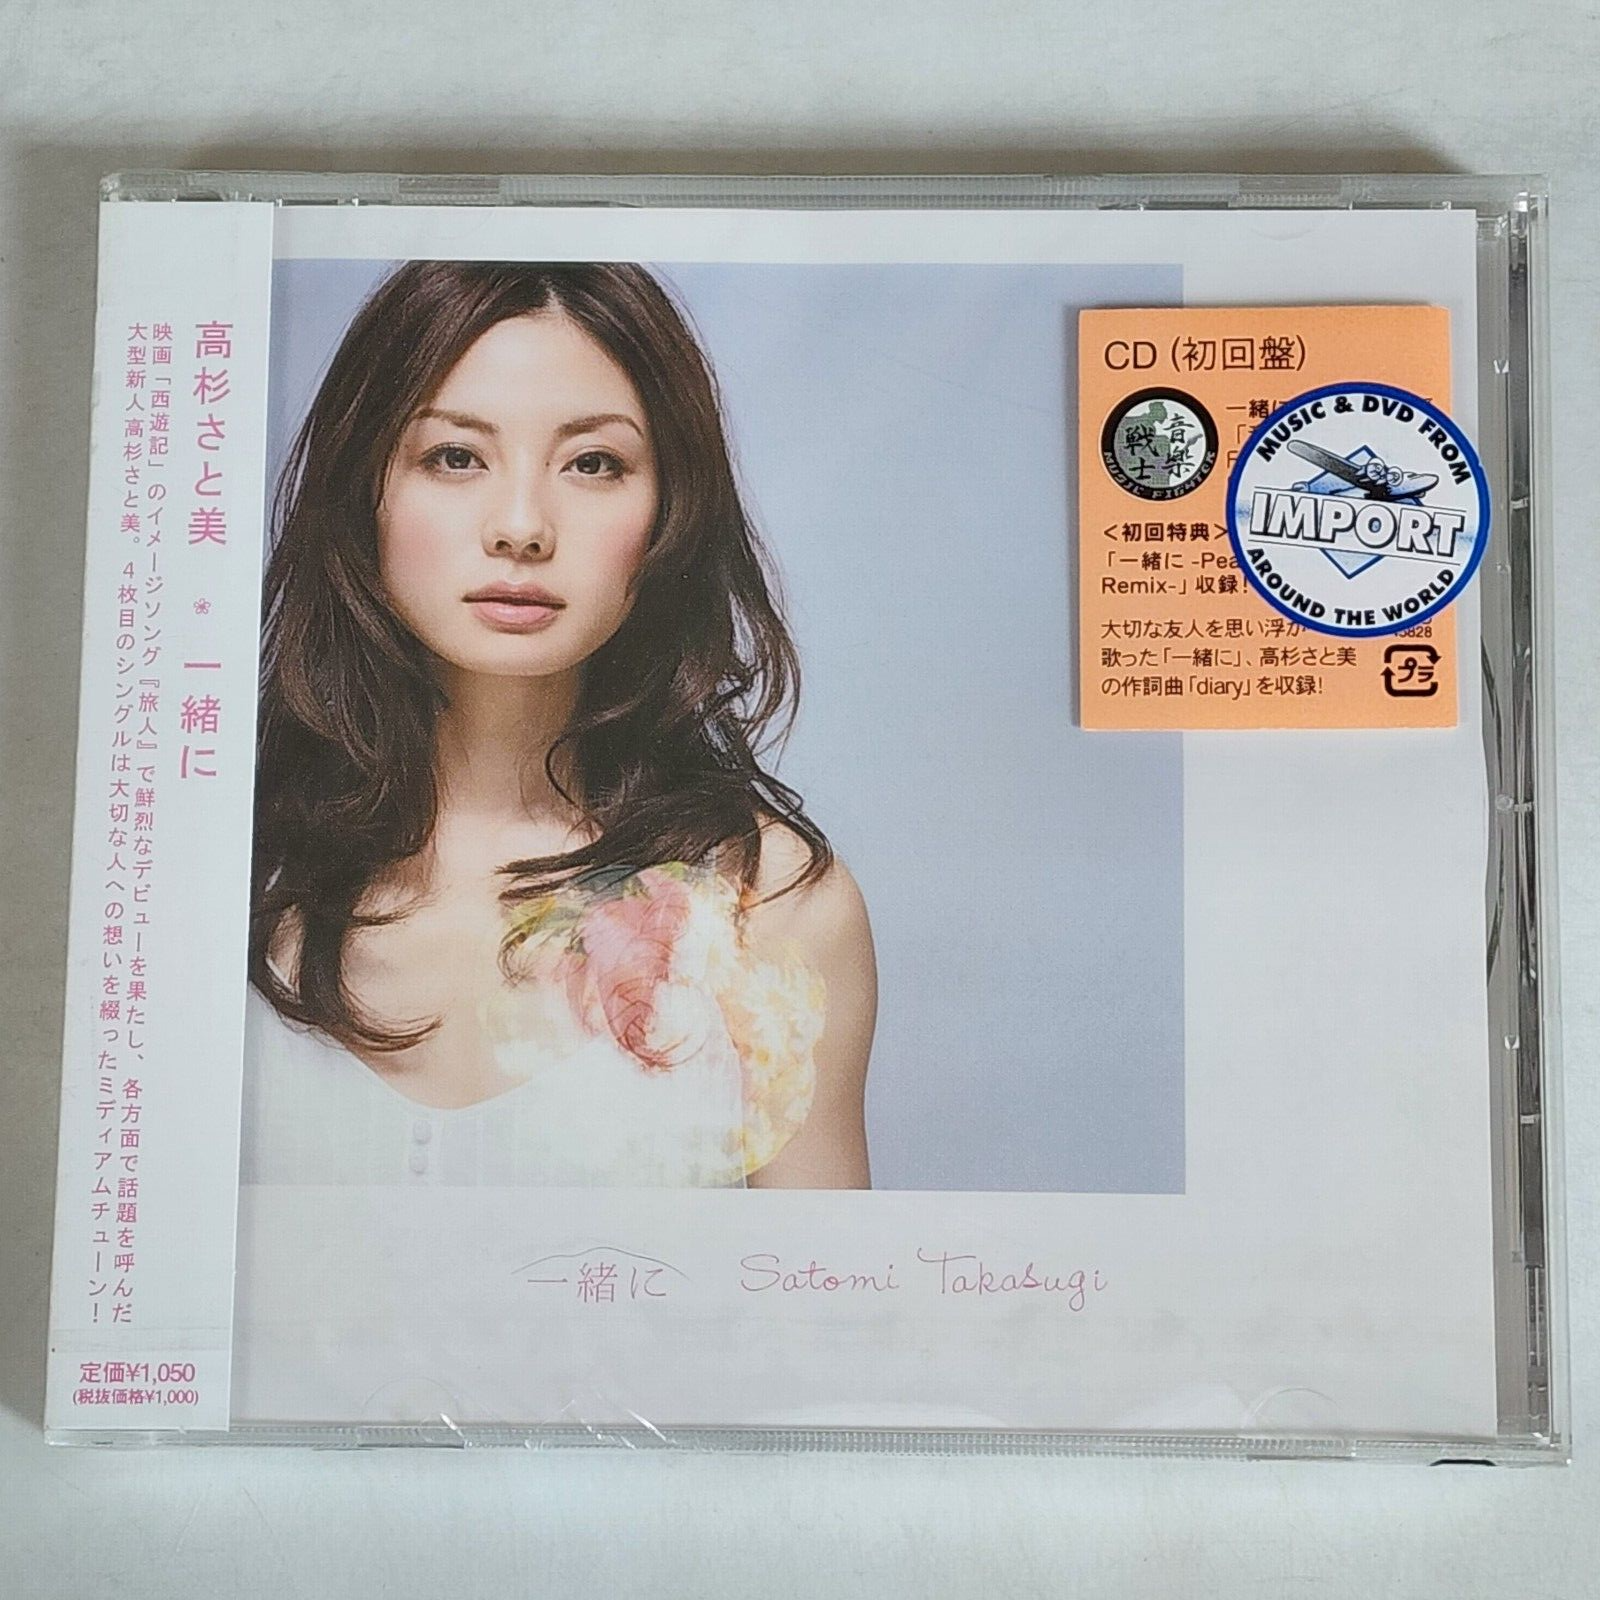 高杉さと美 ❀ 一緒に
映画「西遊記」のイメージソング『旅人』で鮮烈なデビューを果たし、各方面で話題を呼んだ
大型新人高杉さと美。4枚目のシングルは大切な人への想いを綴ったミディアムチューン!
定価¥1,050
(税抜価格¥1,000)
CD (初回盤)
一緒に
音樂
戦士
MUSIC FIGHTER
<初回特典>
「一緒に -Pea
Remix-」収録!
大切な友人を思い浮か
歌った「一緒に」、高杉さと美
の作詞曲「diary」を収録!
5828
プラ
MUSIC & DVD FROM
IMPORT
AROUND THE WORLD
一緒に Satomi Takasugi